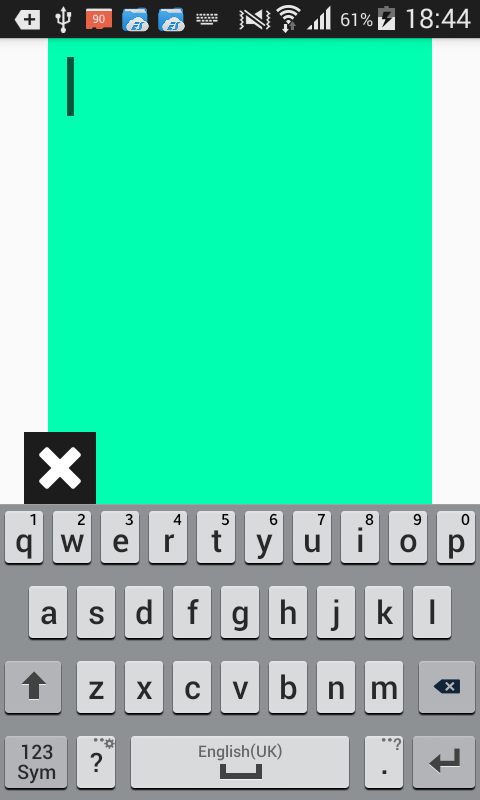 90 61% 18:44
1 2 3 4 5 6 7 8 9 0
q w e r t y u i o p
a s d f g h j k l
z x c v b n m
123 Sym ? English(UK) . ?